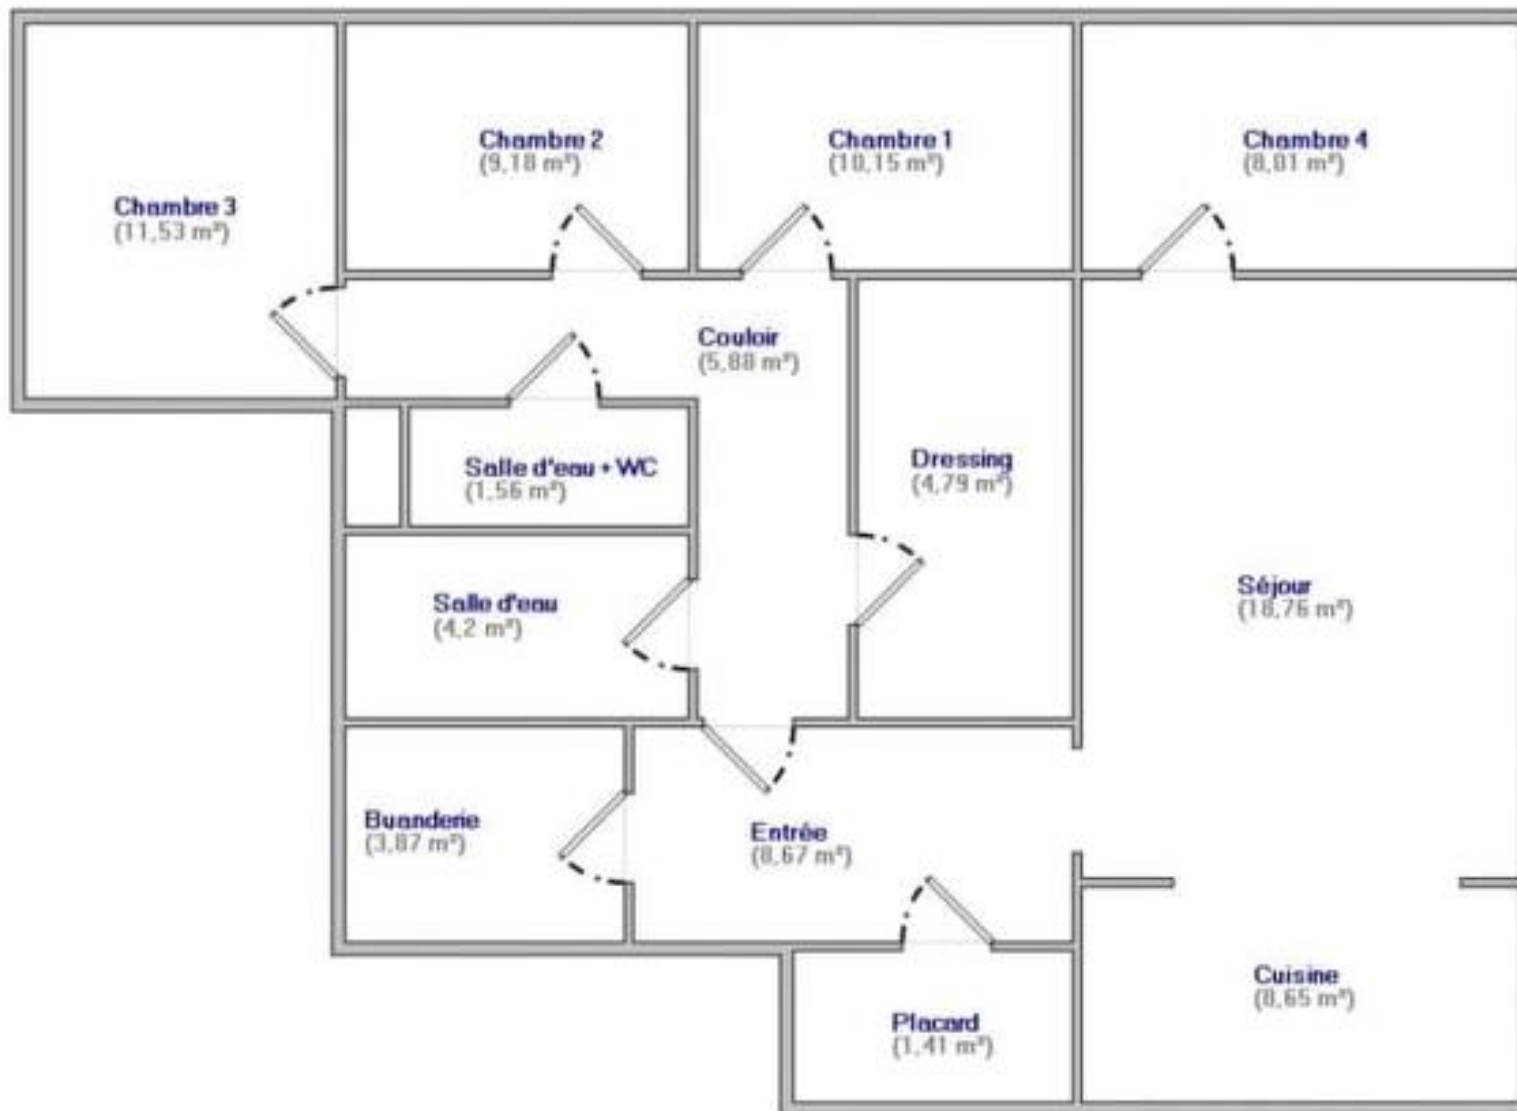 Chambre 2
(9,18 m²)
Chambre 1
(10,15 m²)
Chambre 4
(8,01 m²)
Chambre 3
(11,53 m²)
Couloir
(5,88 m²)
Salle d'eau + WC
(1,56 m²)
Dressing
(4,79 m²)
Salle d'eau
(4,2 m²)
Séjour
(18,76 m²)
Buanderie
(3,87 m²)
Entrée
(8,67 m²)
Cuisine
(8,65 m²)
Placard
(1,41 m²)